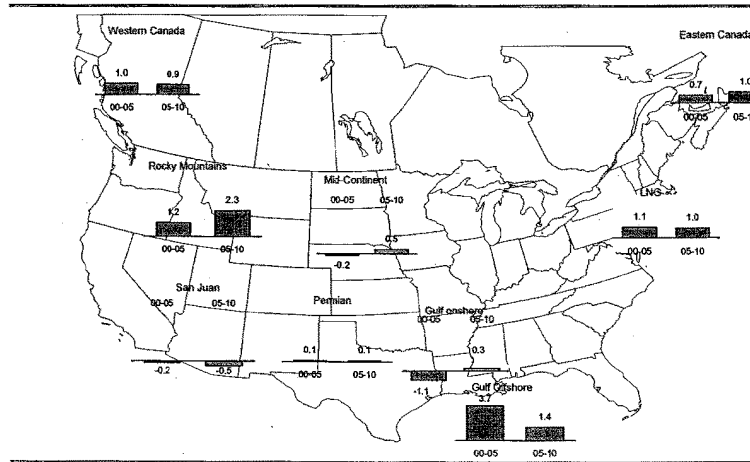 Western Canada
1.0 0.9
00-05 05-10
Eastern Canada
0.7 1.0
00-05 05-1
Rocky Mountains
1.2 2.3
00-05 05-10
Mid-Continent
00-05 05-10
-0.2 0.5
LNG
1.1 1.0
00-05 05-10
San Juan
00-05 05-10
-0.2 -0.5
Permian
0.1 0.1
00-05 05-10
Gulf onshore
00-05 05-10
-1.1 0.3
Gulf Offshore
3.7 1.4
00-05 05-10